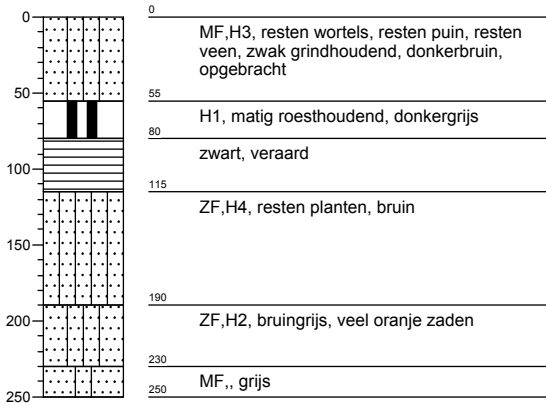 0
50
100
150
200
250
0
MF,H3, resten wortels, resten puin, resten
veen, zwak grindhoudend, donkerbruin,
opgebracht
55
H1, matig roesthoudend, donkergrijs
80
zwart, veraard
115
ZF,H4, resten planten, bruin
190
ZF,H2, bruingrijs, veel oranje zaden
230
MF,, grijs
250